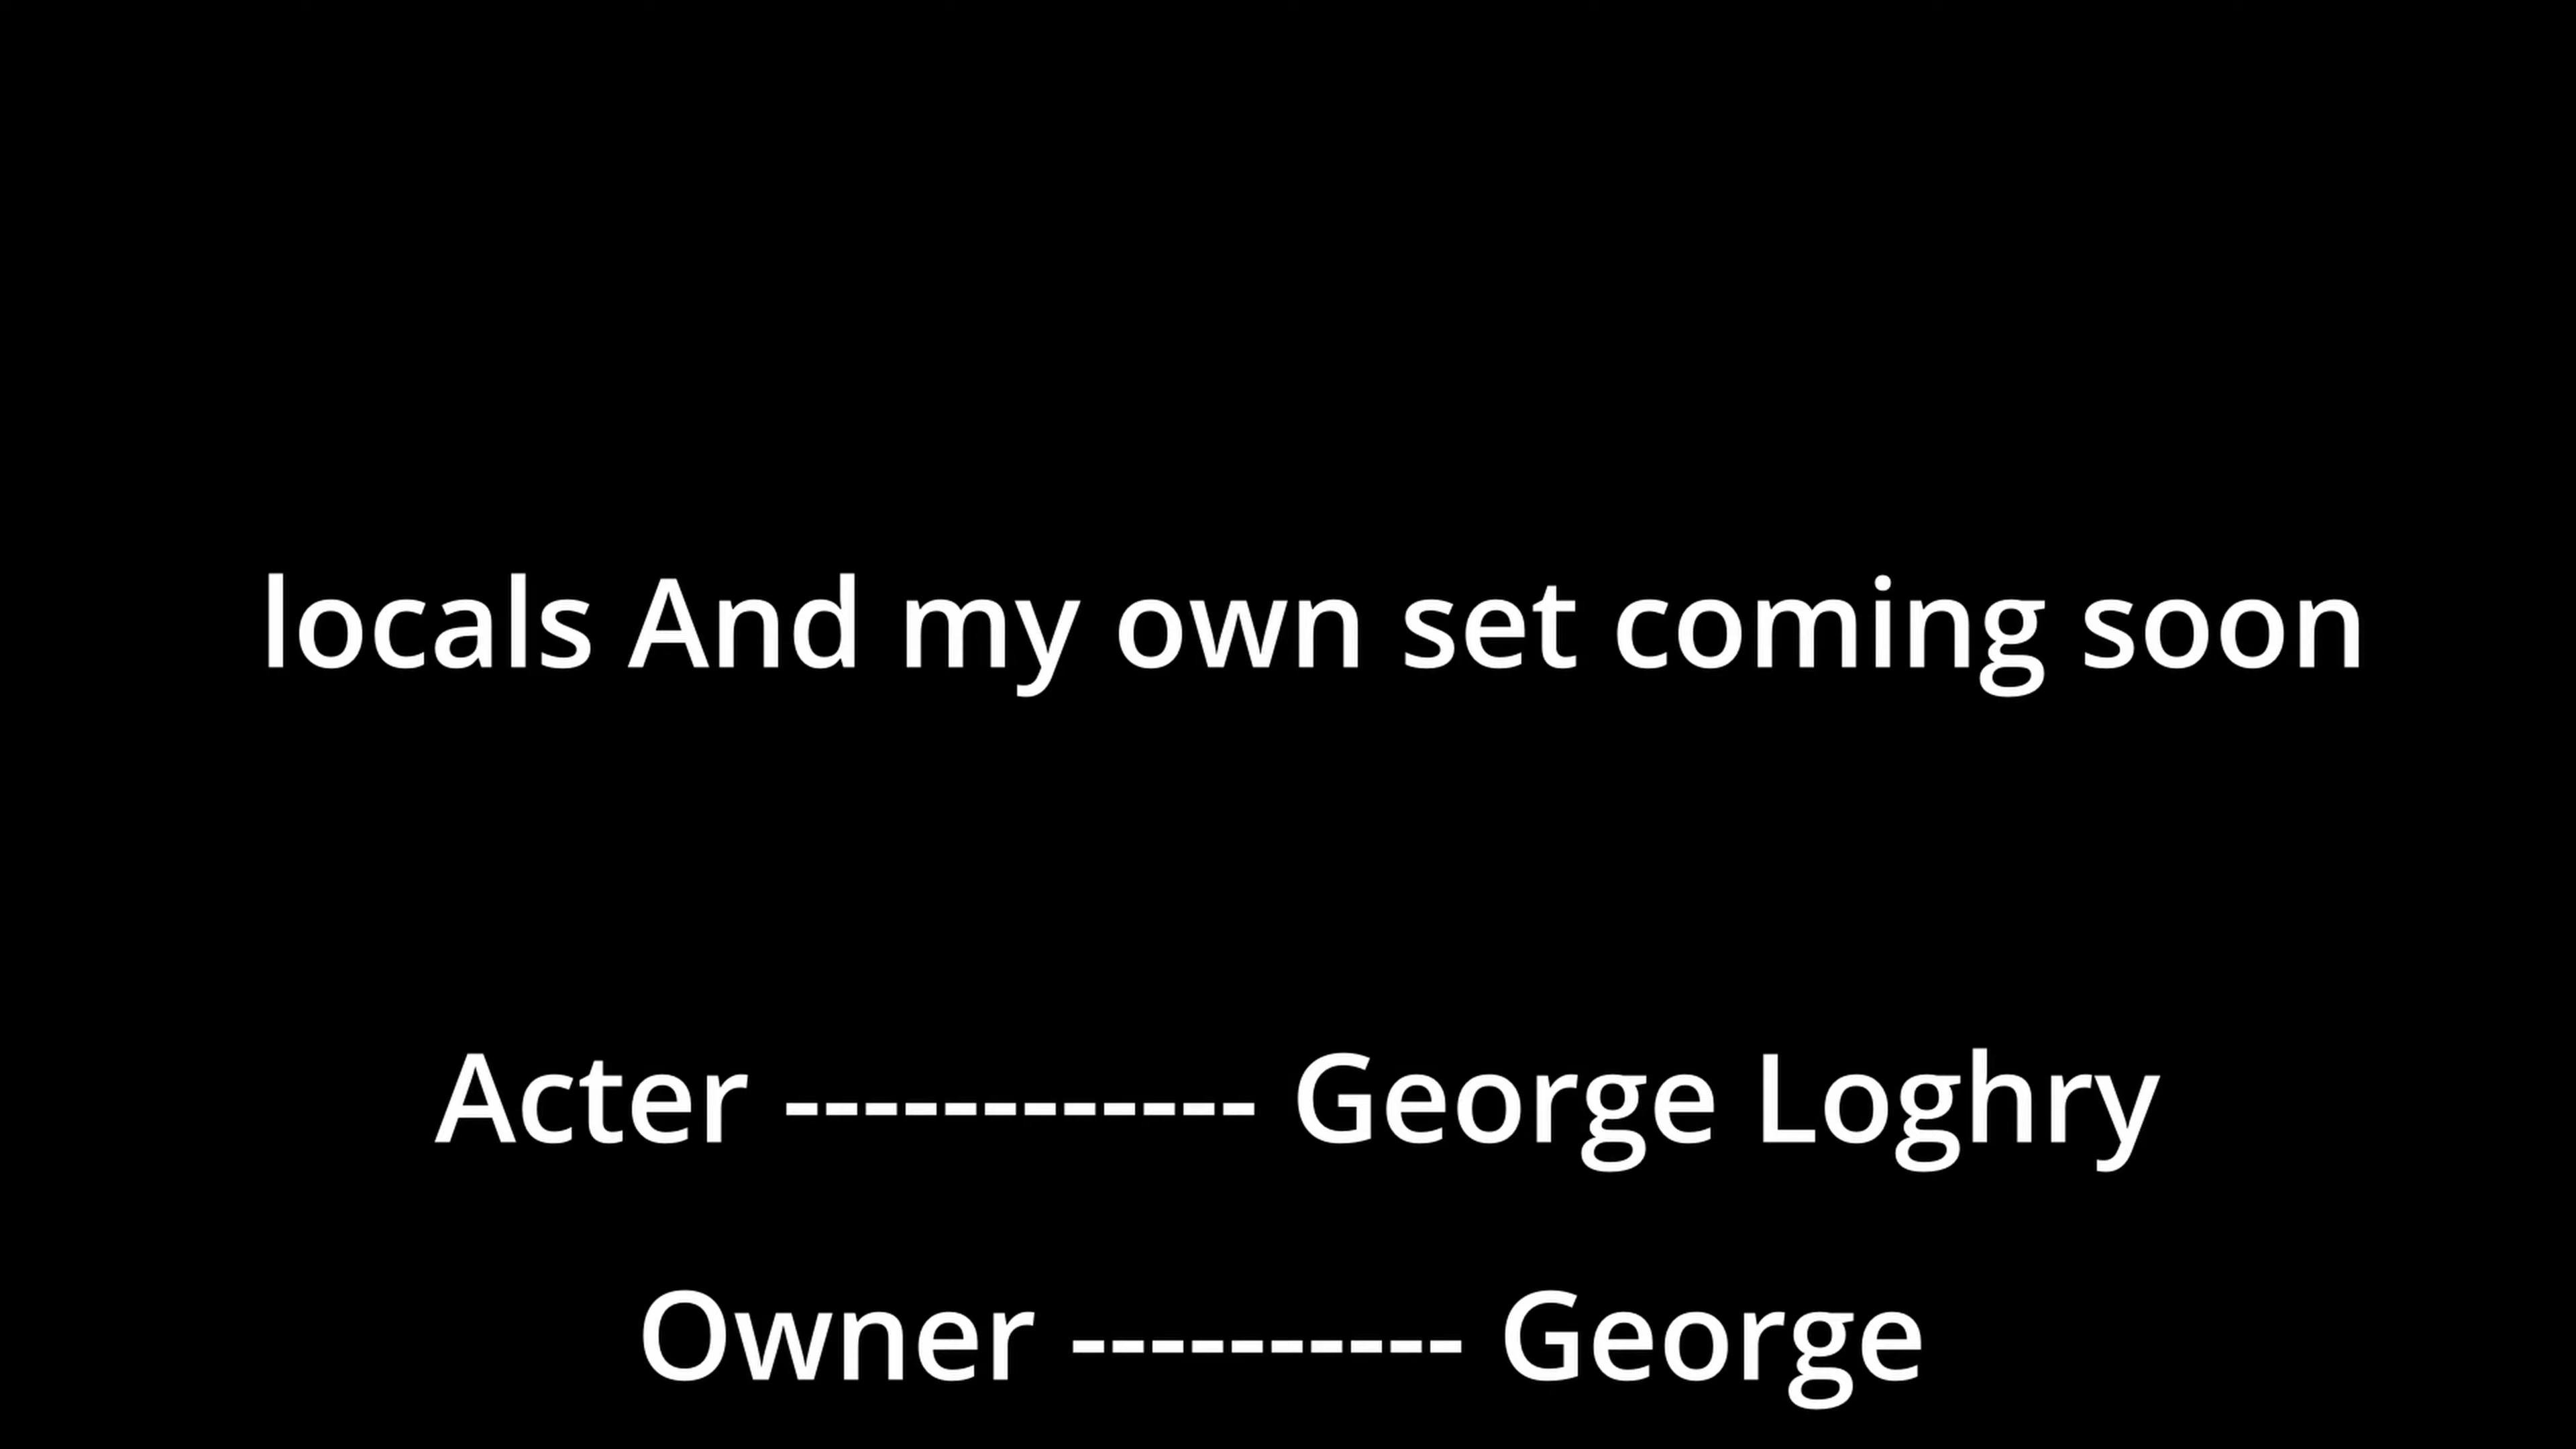 locals And my own set coming soon
Acter ------------ George Loghry
Owner ---------- George